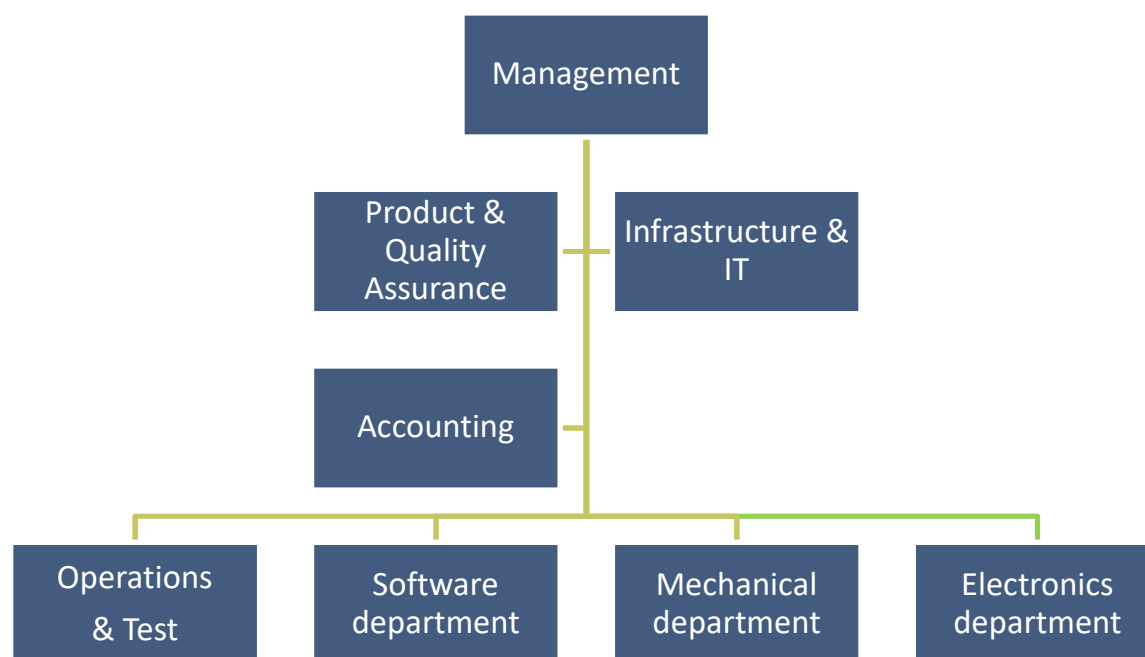 Management
Product &
Quality
Assurance
Infrastructure &
IT
Accounting
Operations
& Test
Software
department
Mechanical
department
Electronics
department